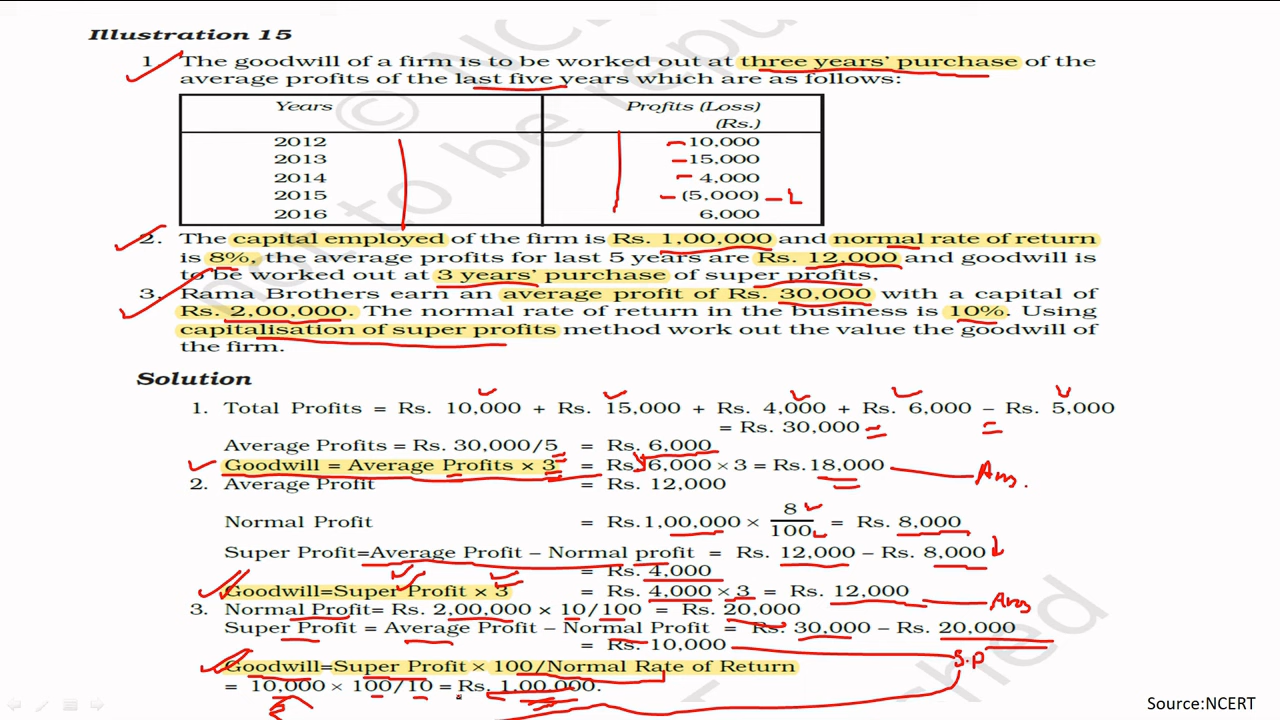 Illustration 15
1. The goodwill of a firm is to be worked out at three years' purchase of the
average profits of the last five years which are as follows:
Years Profits (Loss)
(Rs.)
2012 10,000
2013 15,000
2014 4,000
2015 (5,000) - L
2016 6,000
2. The capital employed of the firm is Rs. 1,00,000 and normal rate of return
is 8%, the average profits for last 5 years are Rs. 12,000 and goodwill is
to be worked out at 3 years' purchase of super profits.
3. Rama Brothers earn an average profit of Rs. 30,000 with a capital of
Rs. 2,00,000. The normal rate of return in the business is 10%. Using
capitalisation of super profits method work out the value the goodwill of
the firm.
Solution
1. Total Profits = Rs. 10,000 + Rs. 15,000 + Rs. 4,000 + Rs. 6,000 – Rs. 5,000
= Rs. 30,000
Average Profits = Rs. 30,000/5 = Rs. 6,000
Goodwill = Average Profits × 3 = Rs. 6,000 × 3 = Rs.18,000 Ans.
2. Average Profit = Rs. 12,000
Normal Profit = Rs.1,00,000 × 8/100 = Rs. 8,000
Super Profit=Average Profit – Normal profit = Rs. 12,000 – Rs. 8,000
= Rs. 4,000
Goodwill=Super Profit × 3 = Rs. 4,000 × 3 = Rs. 12,000 Ans
3. Normal Profit= Rs. 2,00,000 × 10/100 = Rs. 20,000
Super Profit = Average Profit – Normal Profit = Rs. 30,000 – Rs. 20,000
= Rs. 10,000 S.P
Goodwill=Super Profit × 100/Normal Rate of Return
= 10,000 × 100/10 = Rs. 1,00,000.
Source:NCERT